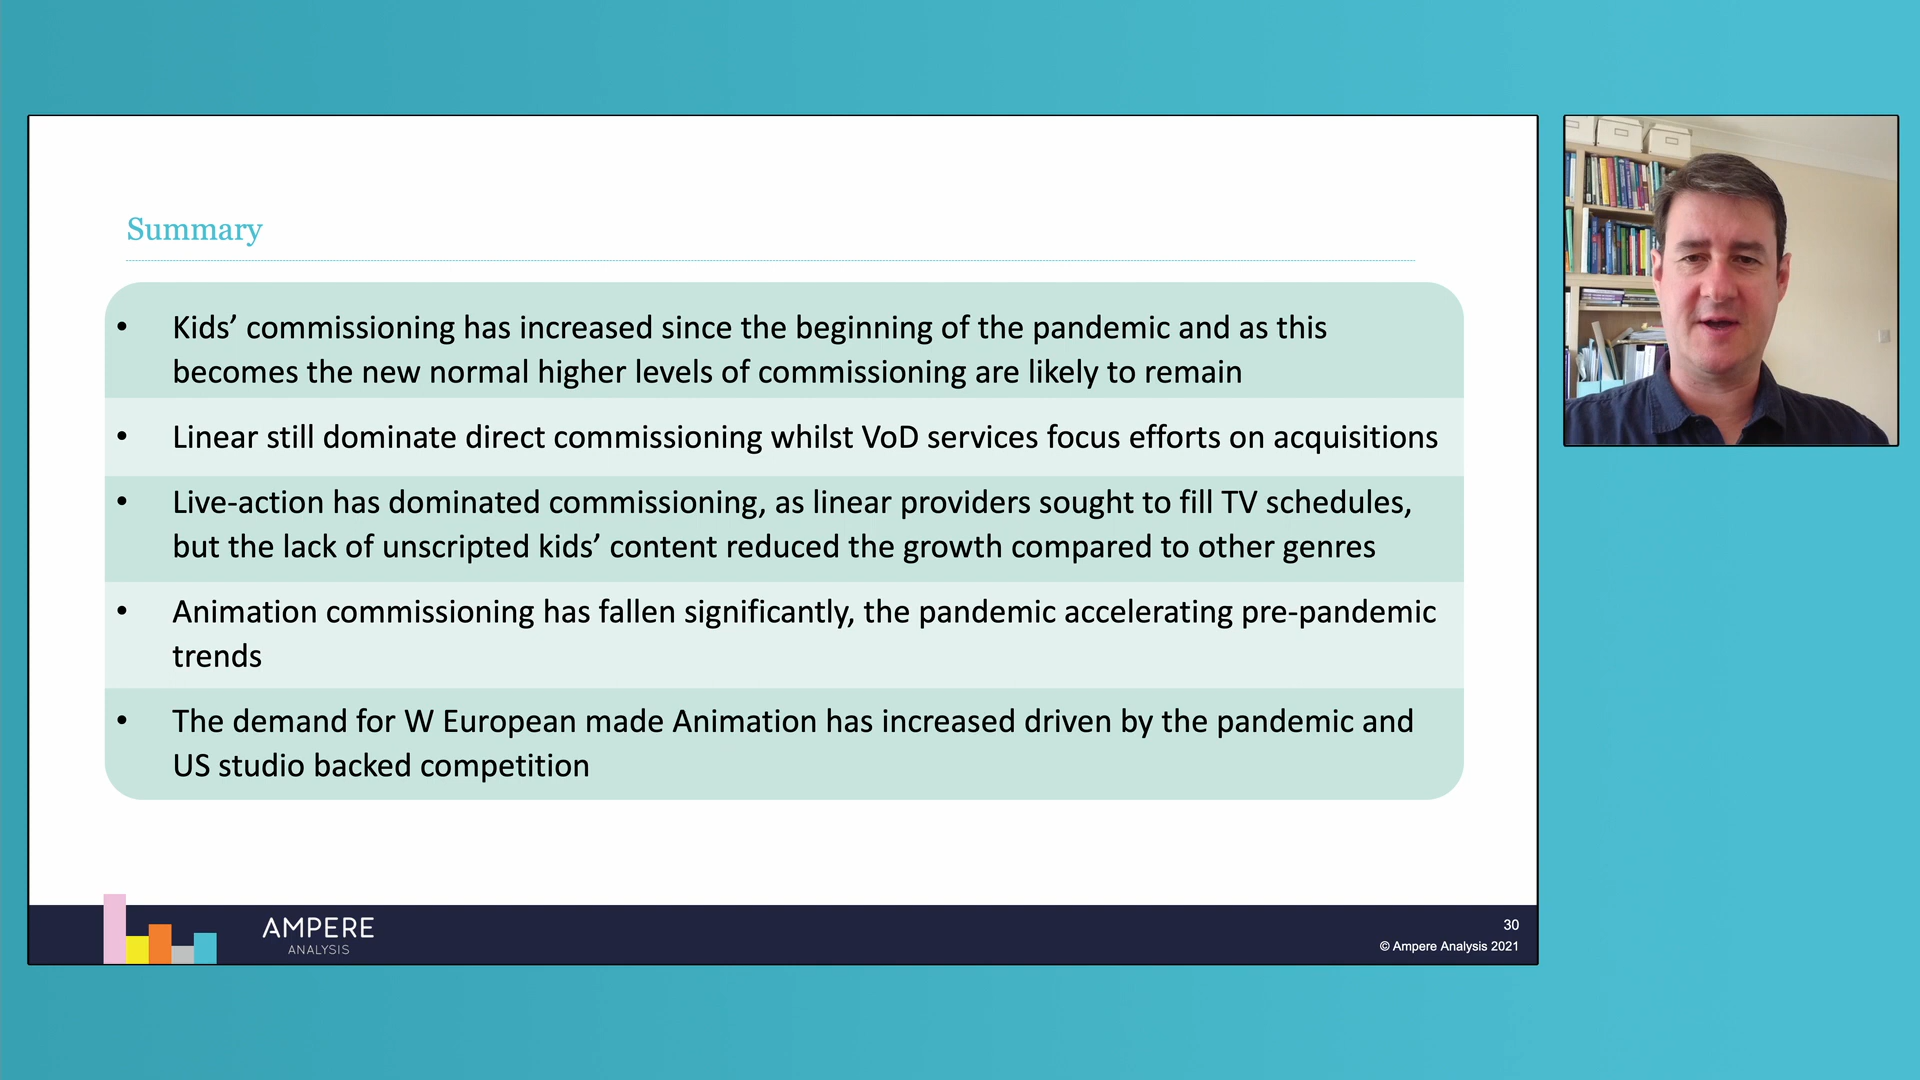 Summary
• Kids’ commissioning has increased since the beginning of the pandemic and as this
becomes the new normal higher levels of commissioning are likely to remain
• Linear still dominate direct commissioning whilst VoD services focus efforts on acquisitions
• Live-action has dominated commissioning, as linear providers sought to fill TV schedules,
but the lack of unscripted kids’ content reduced the growth compared to other genres
• Animation commissioning has fallen significantly, the pandemic accelerating pre-pandemic
trends
• The demand for W European made Animation has increased driven by the pandemic and
US studio backed competition
AMPERE
ANALYSIS
30
© Ampere Analysis 2021